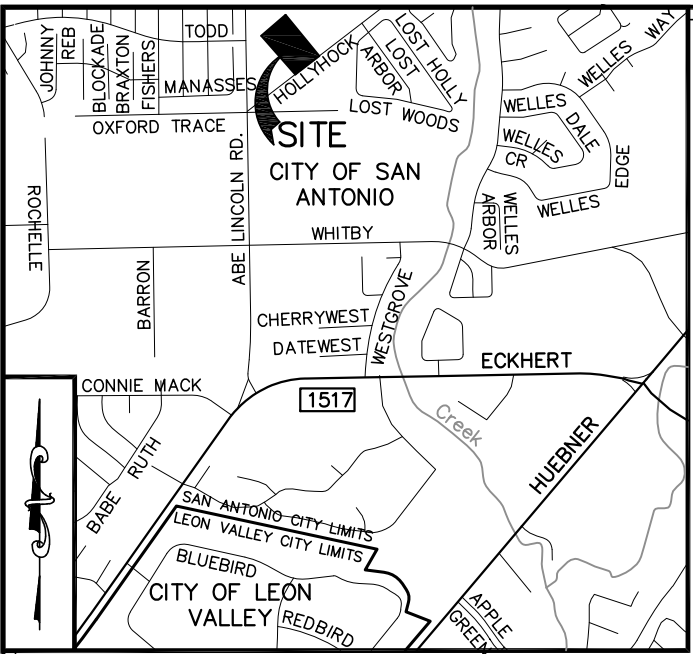 TODD
JOHNNY
REB
BLOCKADE
BRAXTON
FISHERS
MANASSES
HOLLYHOCK
ARBOR
LOST
LOST HOLLY
LOST WOODS
OXFORD TRACE
SITE
CITY OF SAN
ANTONIO
WELLES WAY
WELLES
DALE
WELLES
CR
EDGE
WELLES
WELLES
ARBOR
ROCHELLE
ABE LINCOLN RD.
WHITBY
BARRON
CHERRYWEST
DATEWEST
WESTGROVE
ECKHERT
1517
CONNIE MACK
BABE RUTH
Creek
HUEBNER
SAN ANTONIO CITY LIMITS
LEON VALLEY CITY LIMITS
BLUEBIRD
CITY OF LEON
VALLEY
REDBIRD
APPLE
GREEN